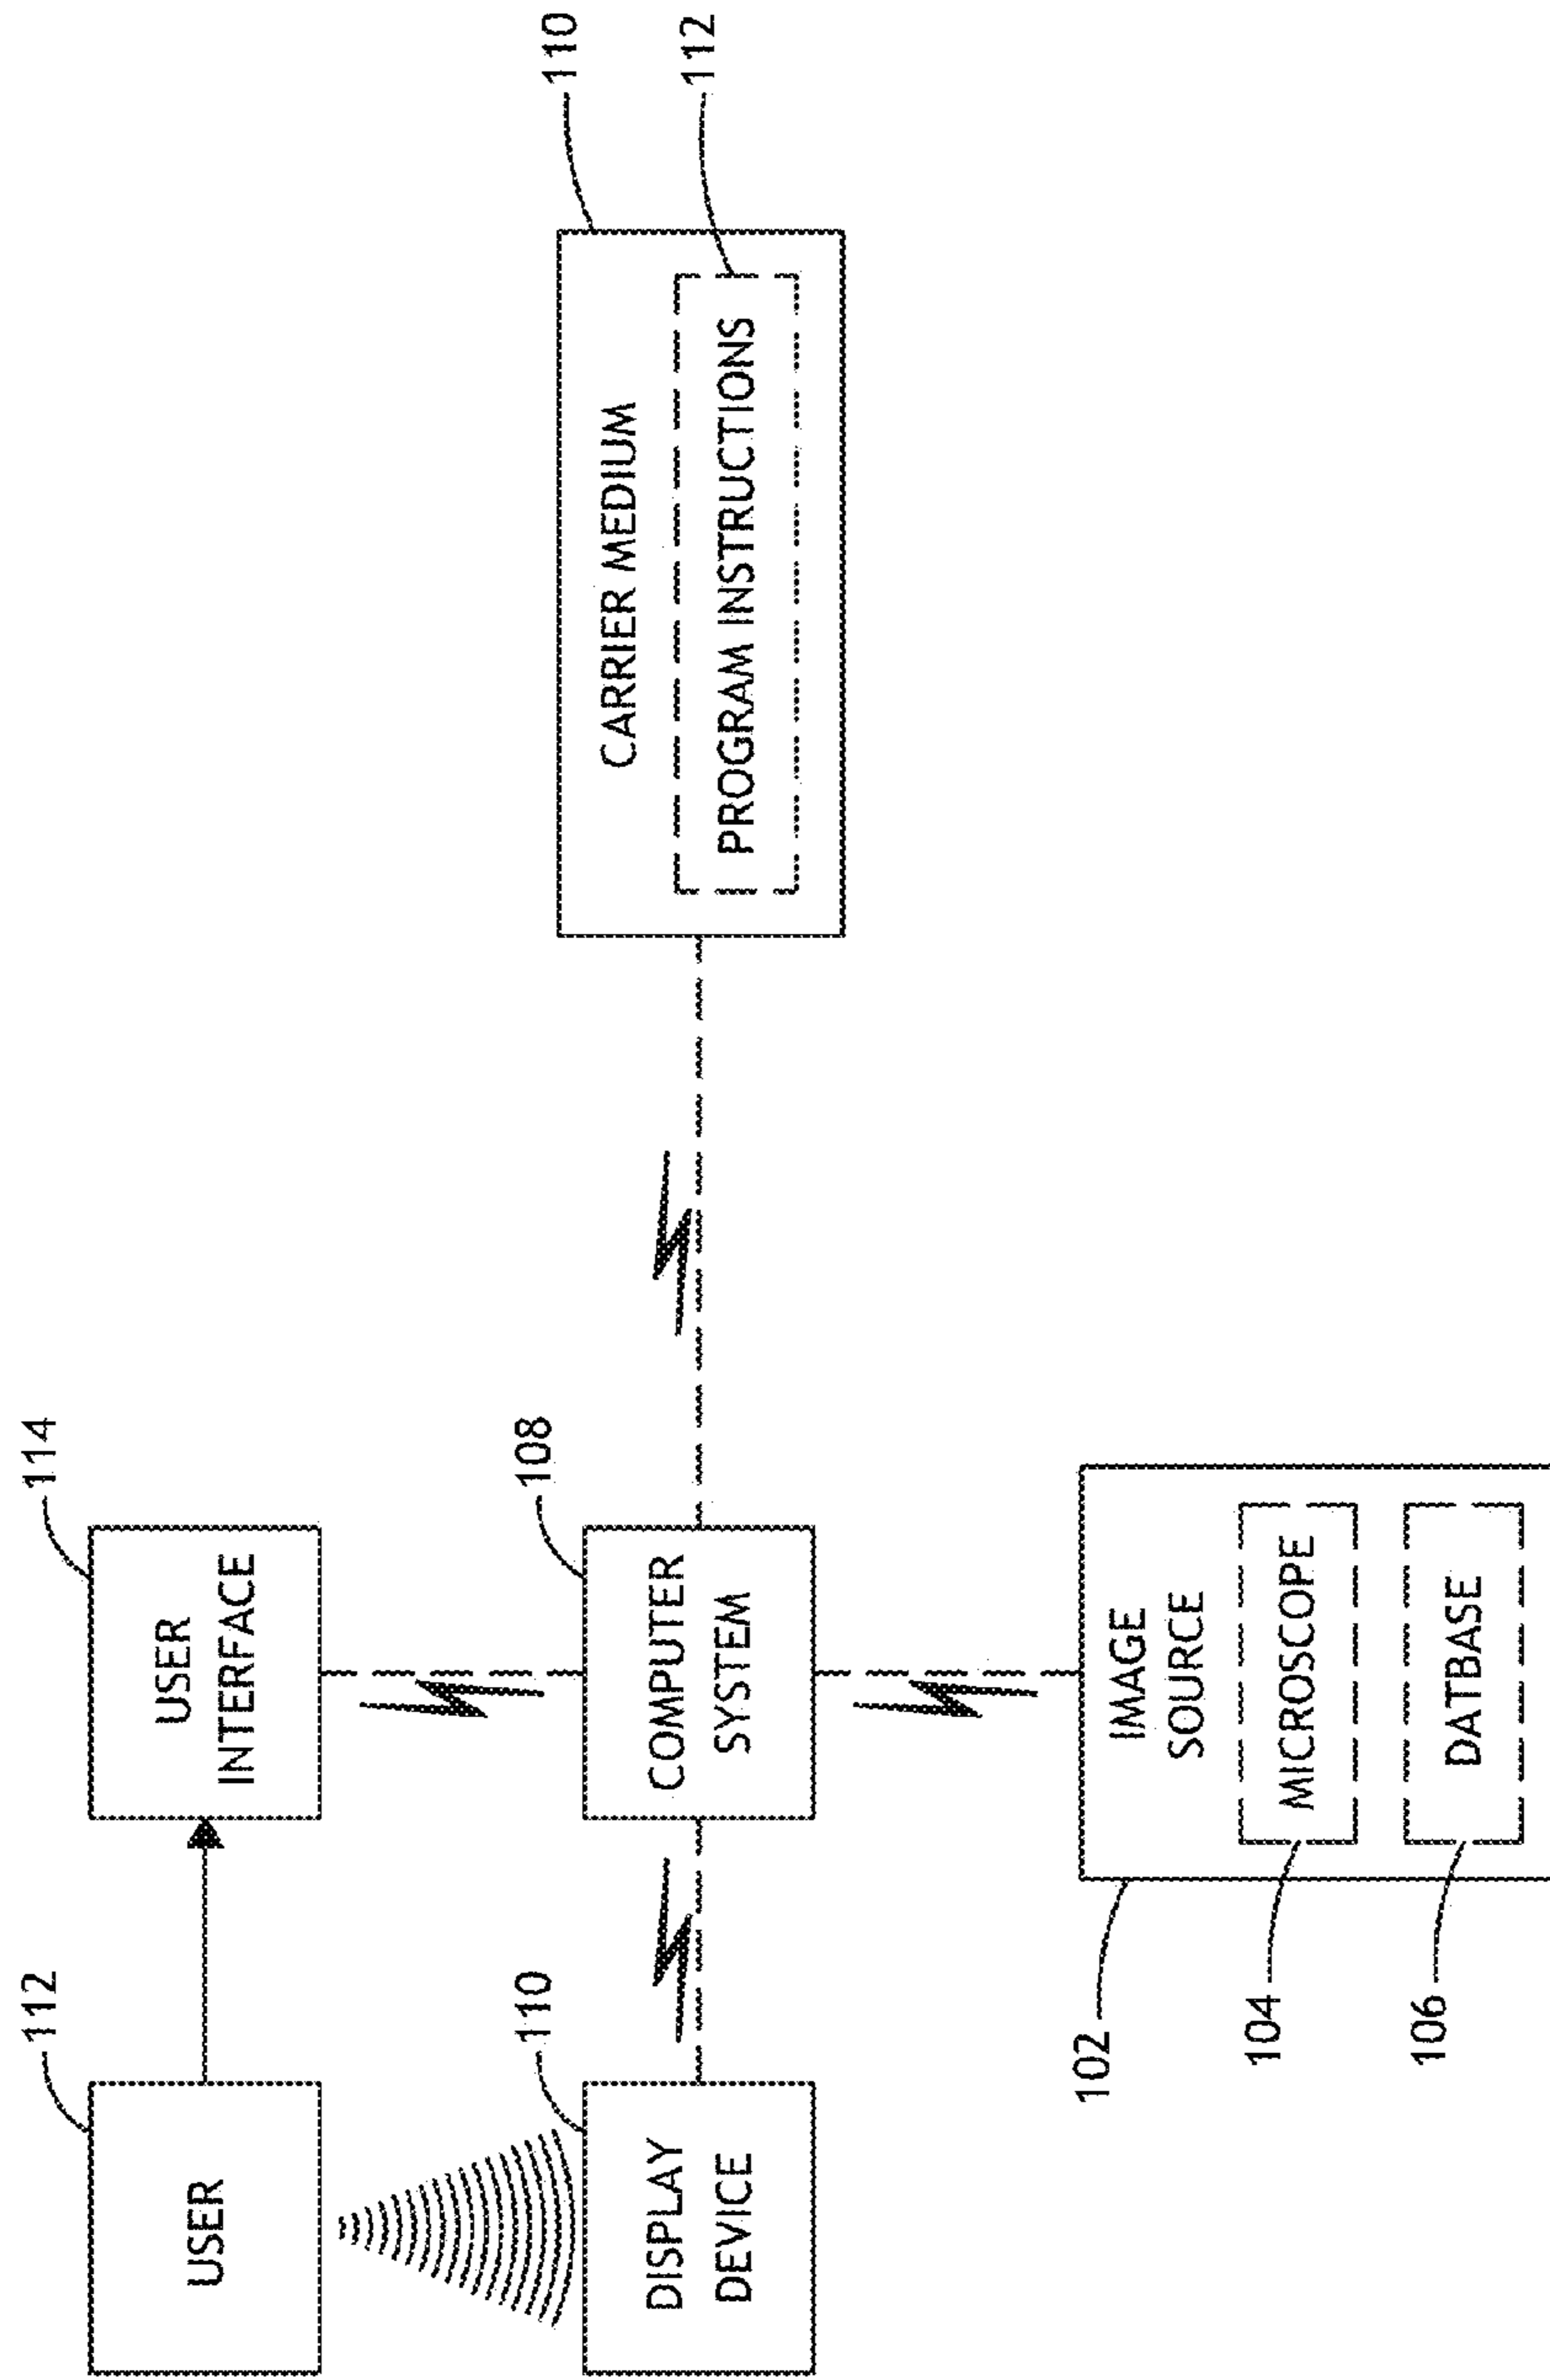 112
USER
114
USER
INTERFACE
110
DISPLAY
DEVICE
108
COMPUTER
SYSTEM
110
CARRIER MEDIUM
112
PROGRAM INSTRUCTIONS
102
IMAGE
SOURCE
104
MICROSCOPE
106
DATBASE